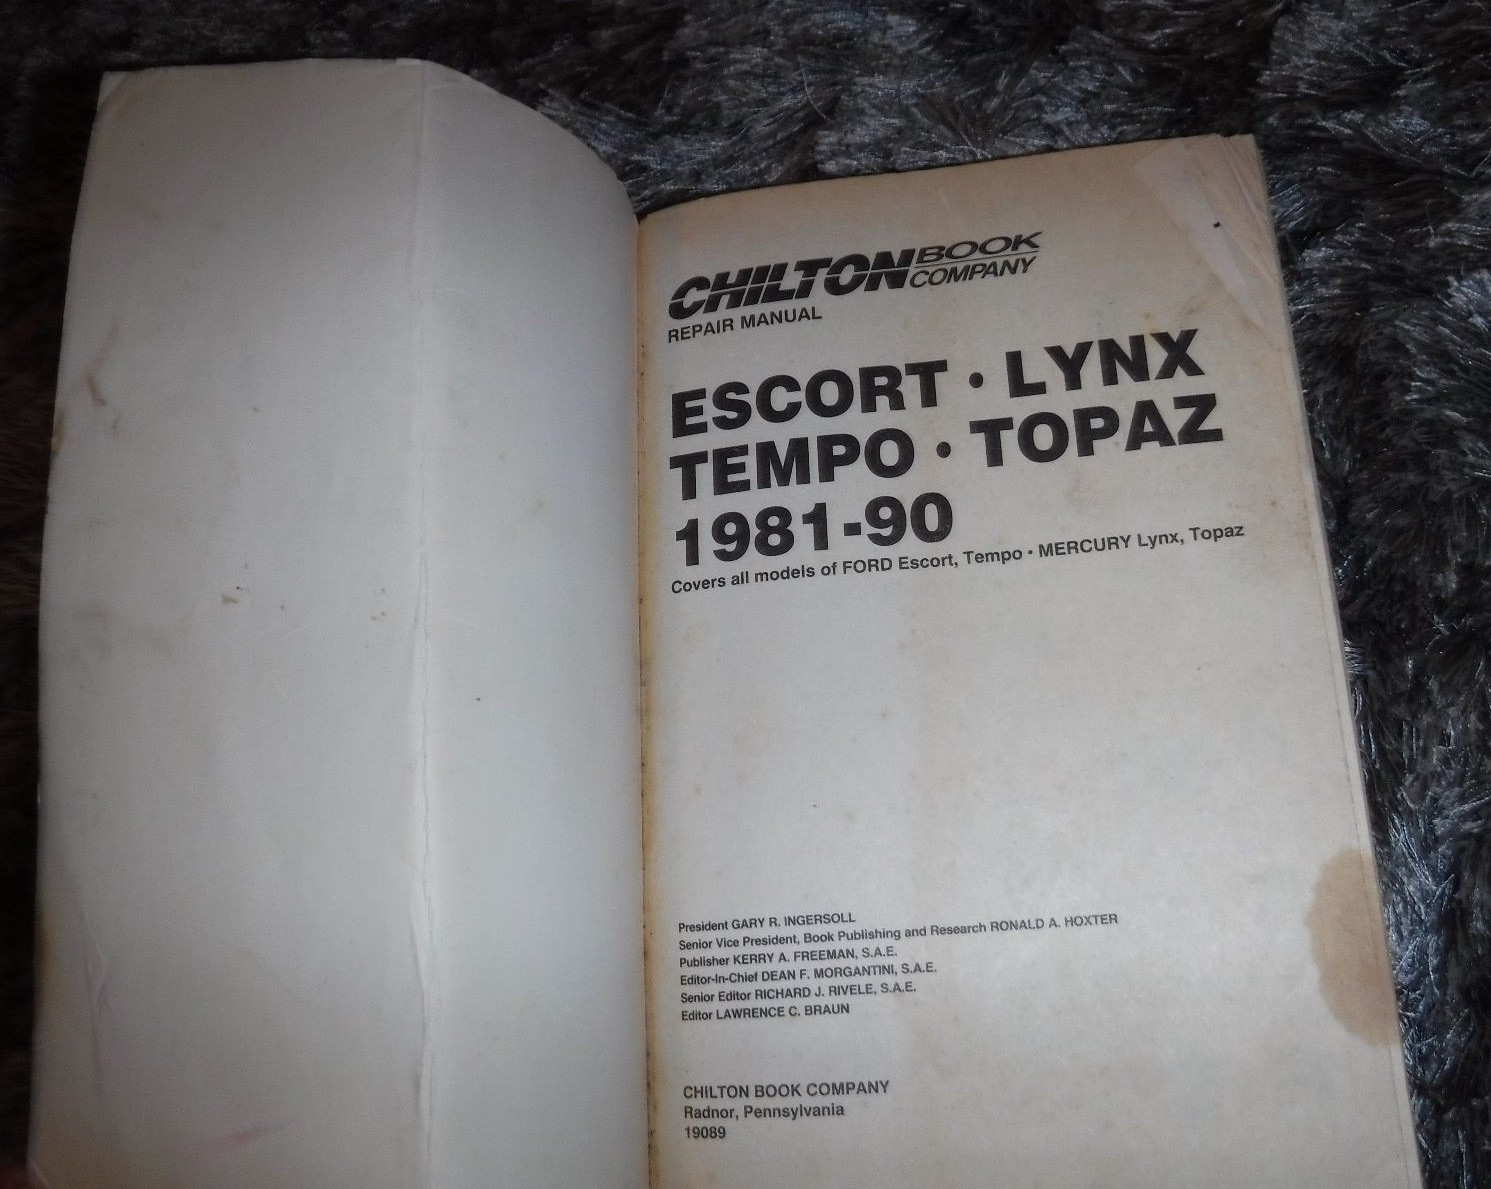 CHILTON BOOK COMPANY
REPAIR MANUAL
ESCORT • LYNX
TEMPO • TOPAZ
1981-90
Covers all models of FORD Escort, Tempo • MERCURY Lynx, Topaz
President GARY R. INGERSOLL
Senior Vice President, Book Publishing and Research RONALD A. HOXTER
Publisher KERRY A. FREEMAN, S.A.E.
Editor-In-Chief DEAN F. MORGANTINI, S.A.E.
Senior Editor RICHARD J. RIVELE, S.A.E.
Editor LAWRENCE C. BRAUN
CHILTON BOOK COMPANY
Radnor, Pennsylvania
19089